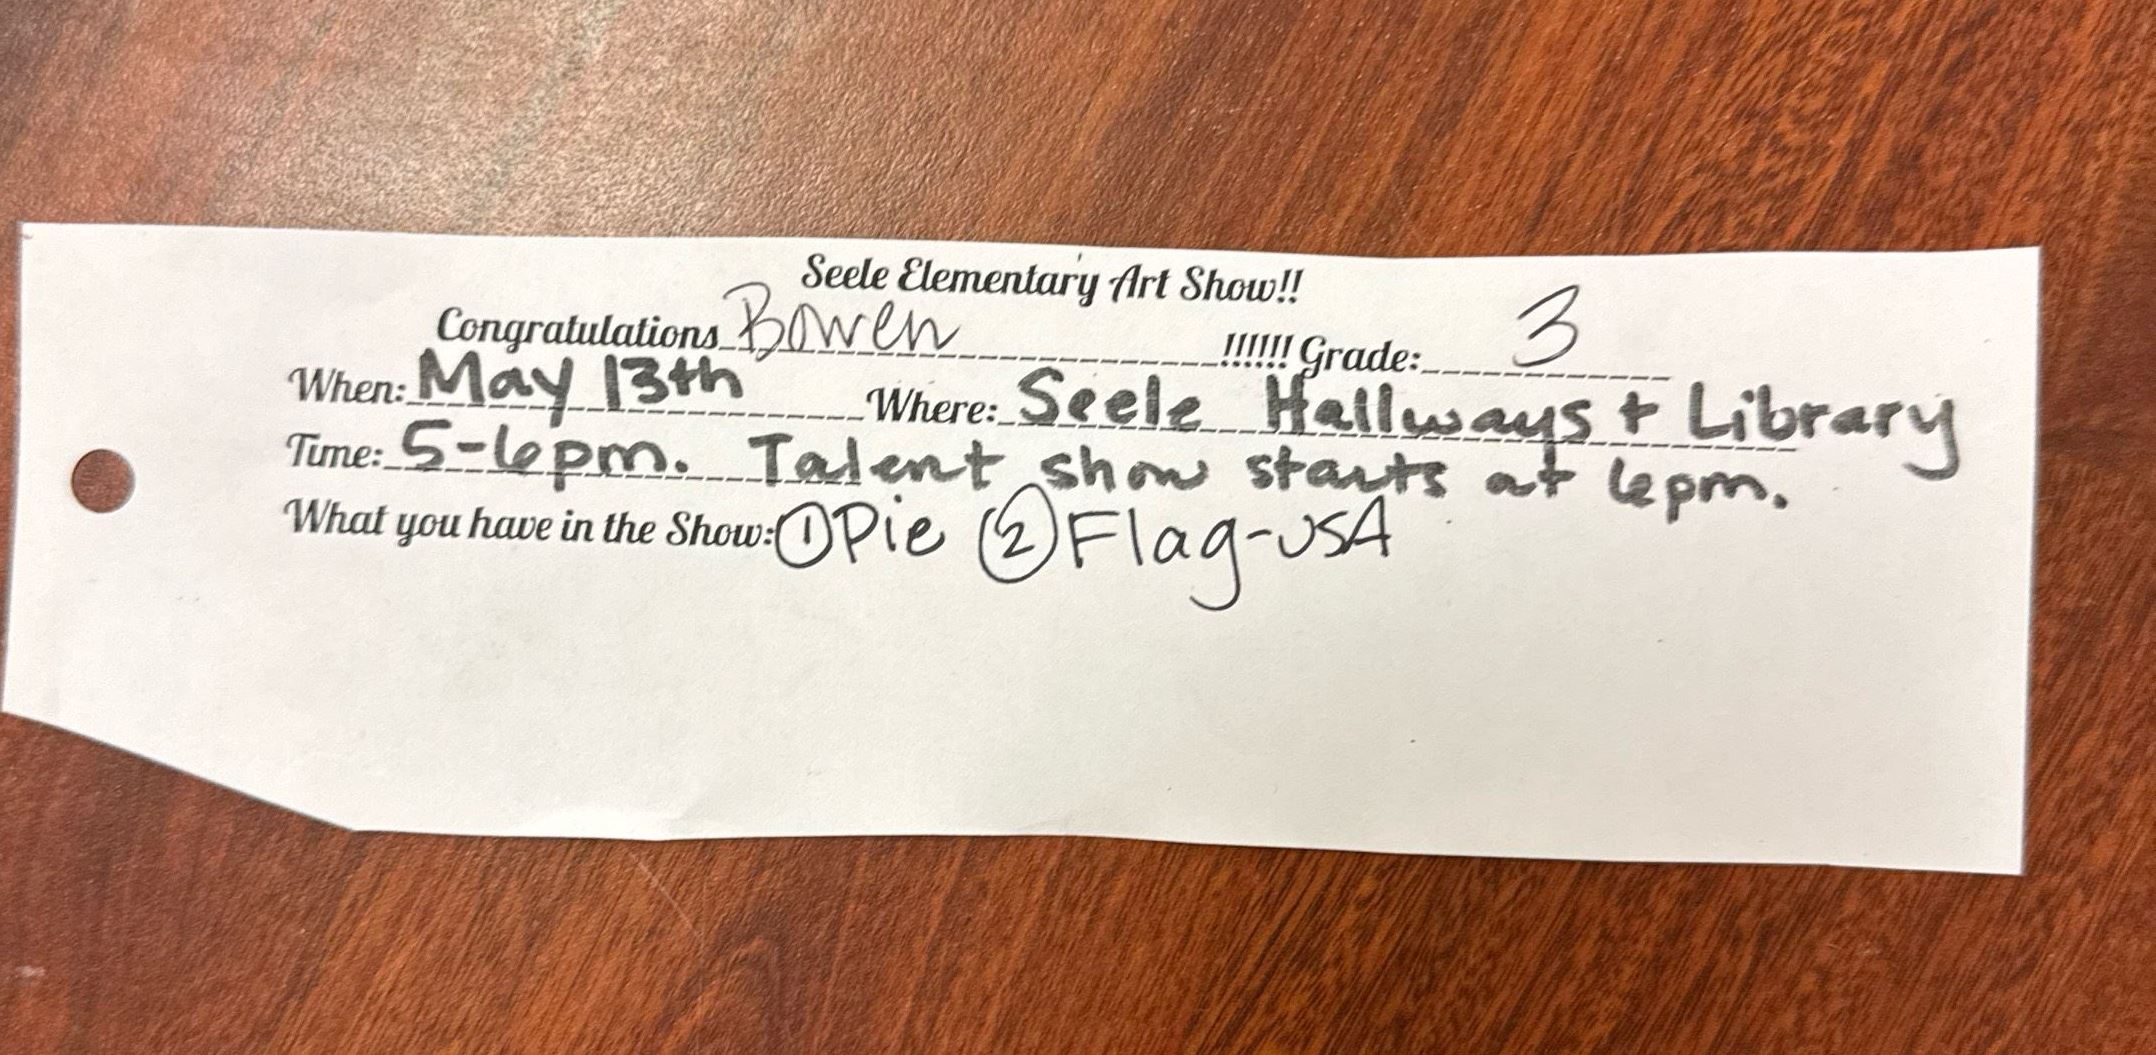 Seele Elementary Art Show!!
Congratulations Bowen !!!!!! Grade: 3
When: May 13th Where: Seele Hallways + Library
Time: 5-6pm. Talent show starts at 6pm.
What you have in the Show: ① Pie ② Flag-USA